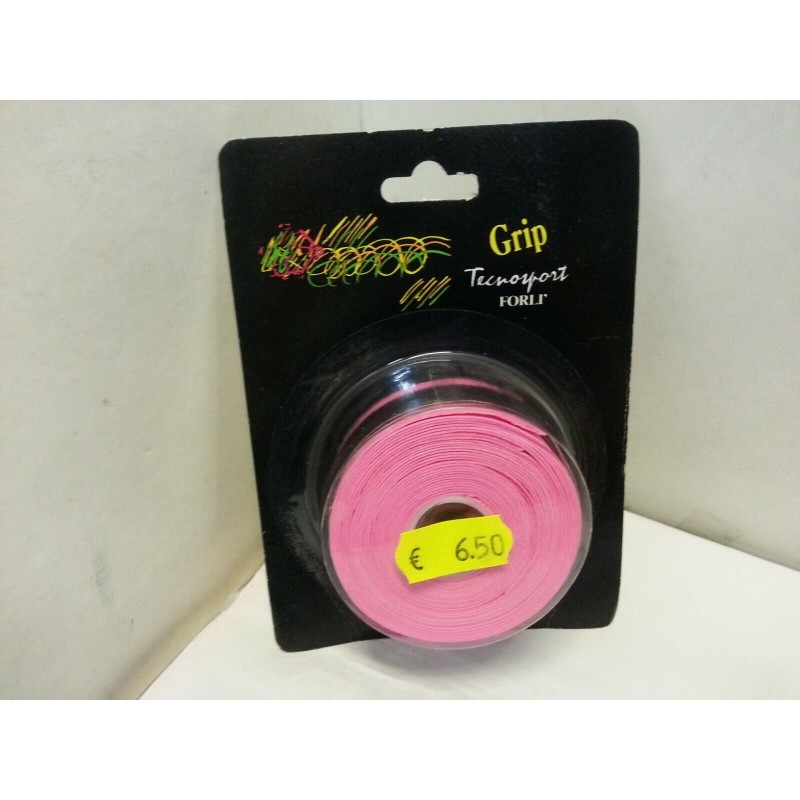 Grip
Tecnosport
FORLI'
€ 6.50